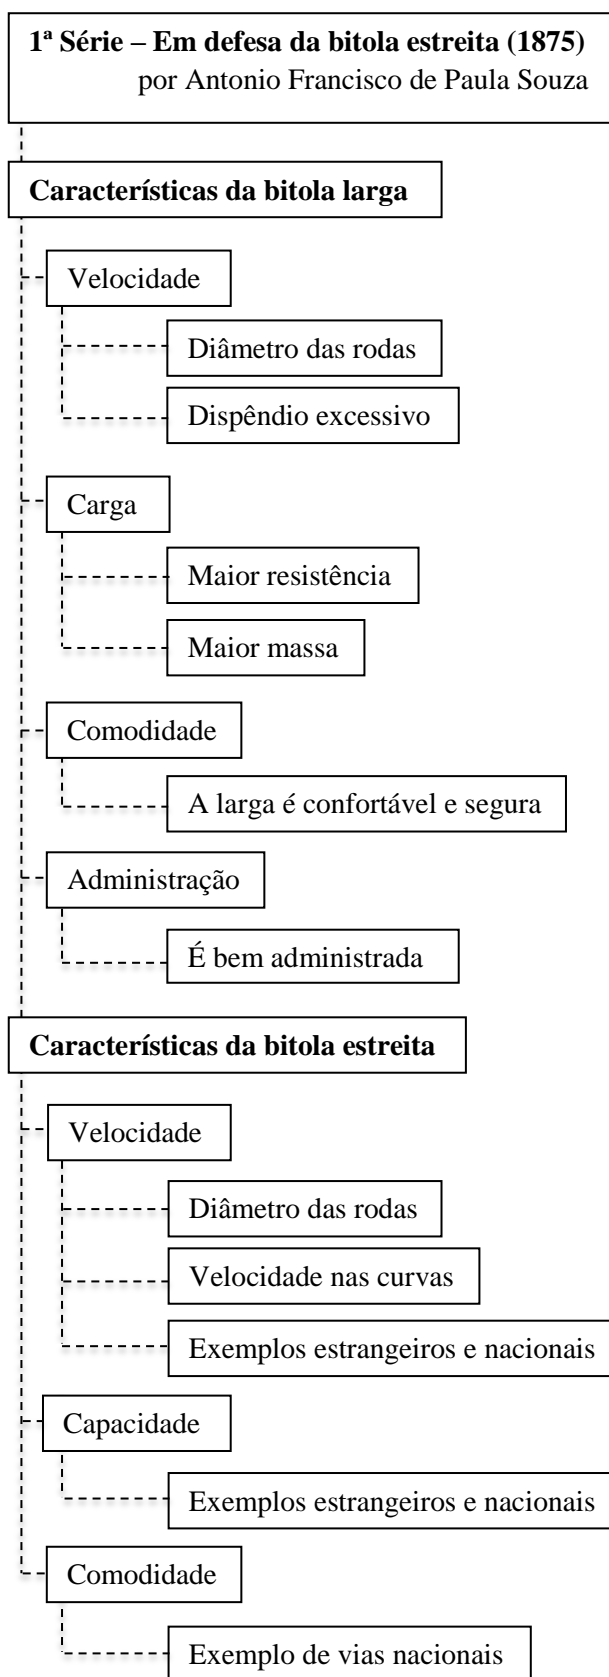 1ª Série – Em defesa da bitola estreita (1875)
por Antonio Francisco de Paula Souza
Características da bitola larga
Velocidade
Diâmetro das rodas
Dispêndio excessivo
Carga
Maior resistência
Maior massa
Comodidade
A larga é confortável e segura
Administração
É bem administrada
Características da bitola estreita
Velocidade
Diâmetro das rodas
Velocidade nas curvas
Exemplos estrangeiros e nacionais
Capacidade
Exemplos estrangeiros e nacionais
Comodidade
Exemplo de vias nacionais